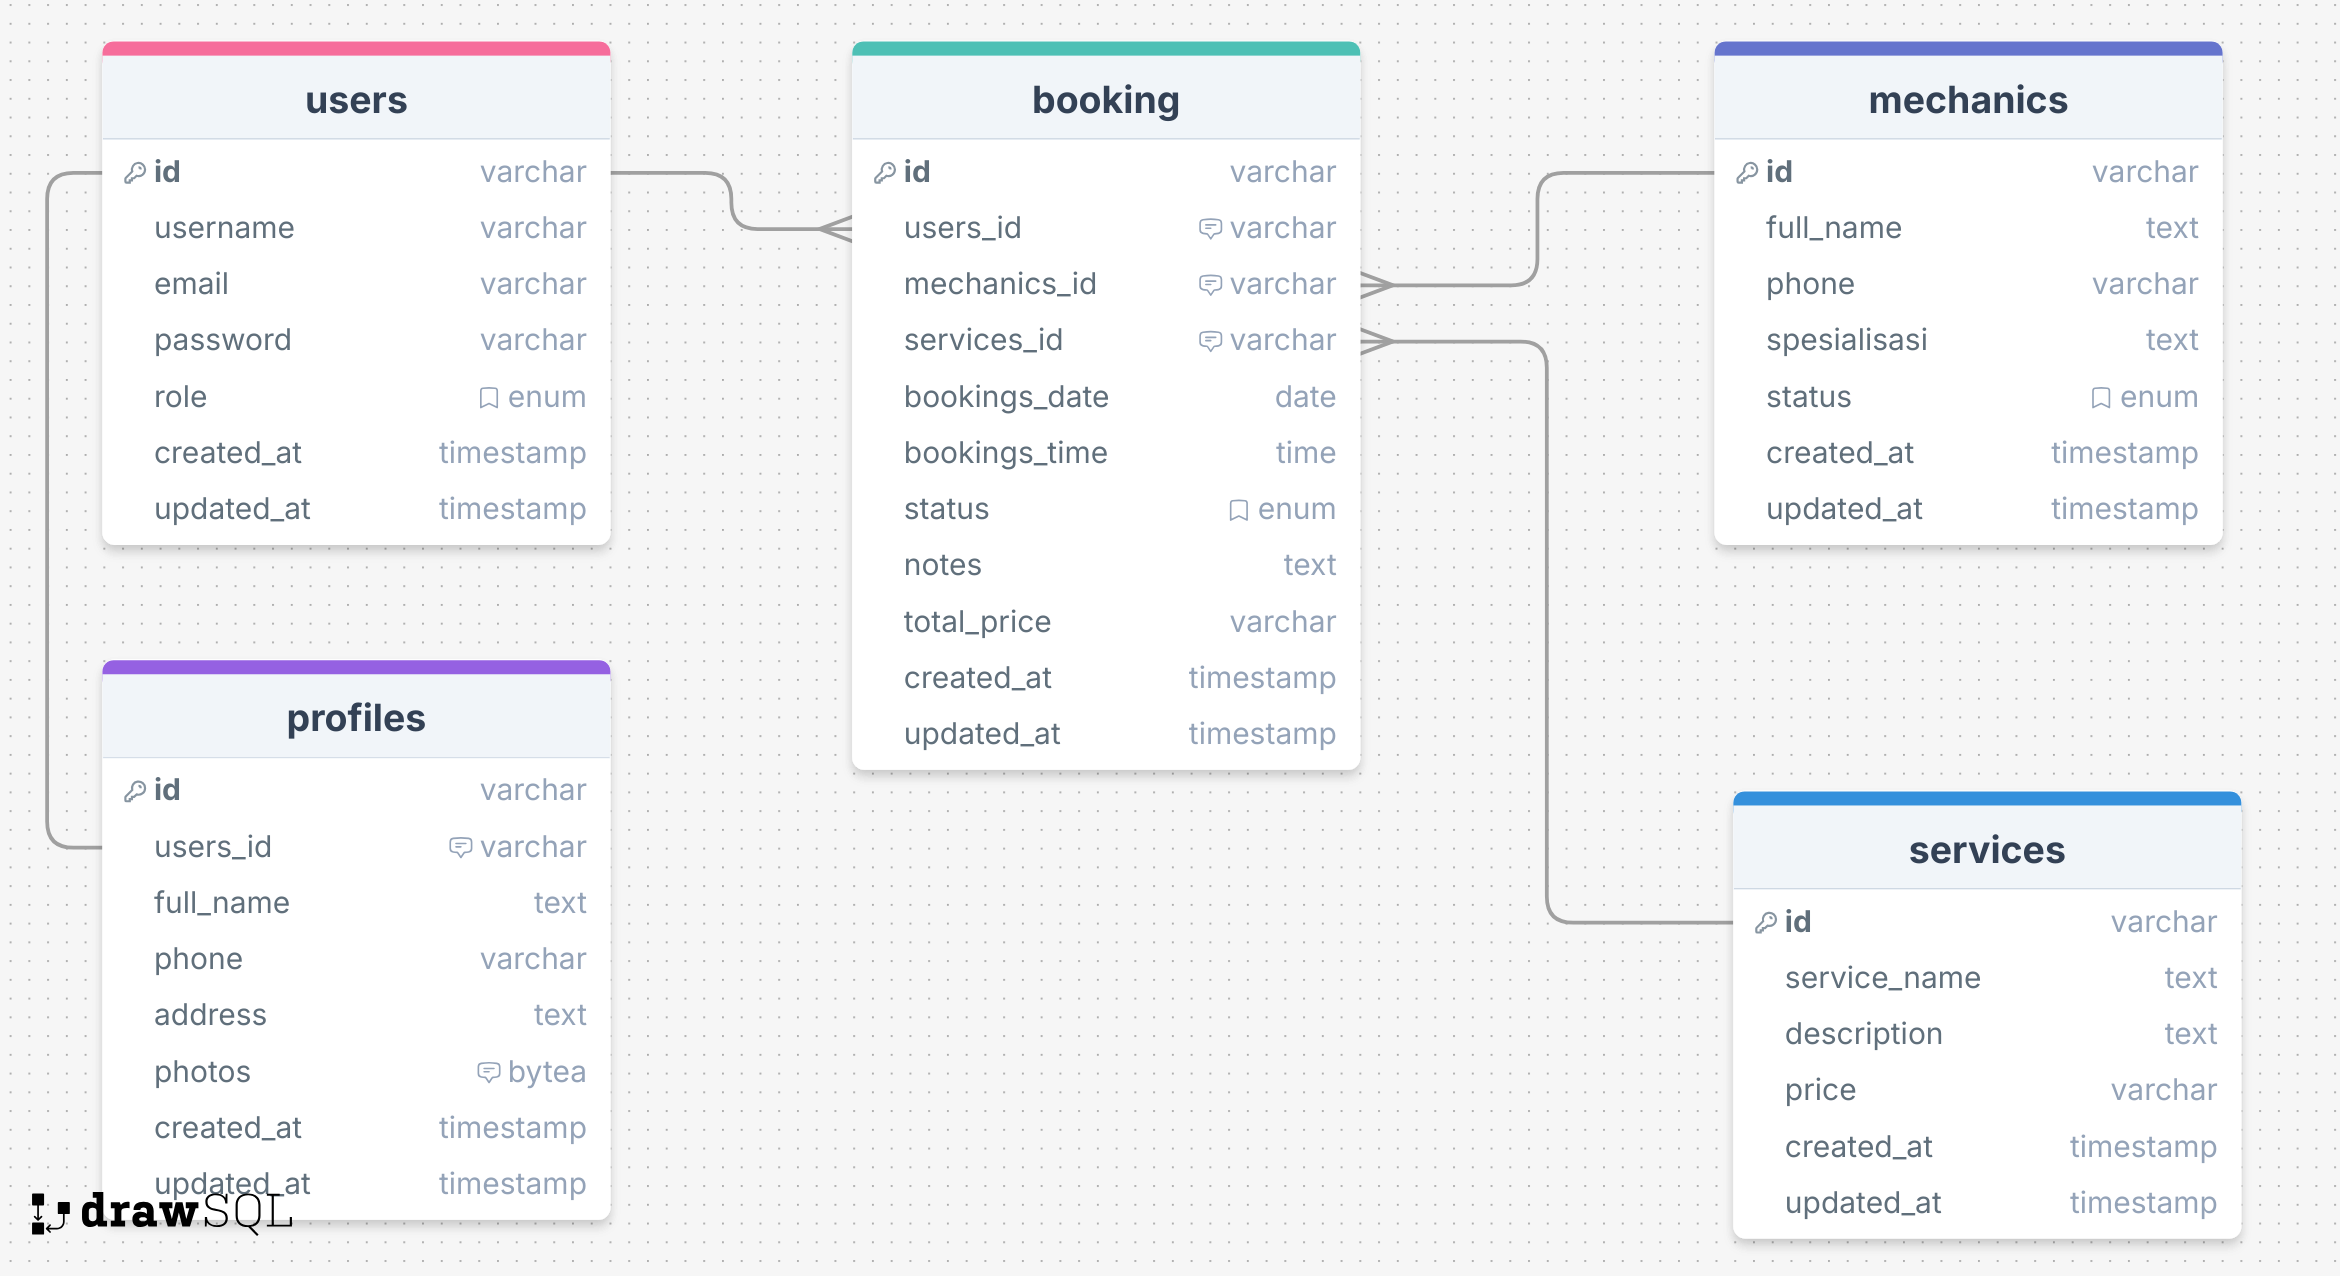 users
id varchar
username varchar
email varchar
password varchar
role enum
created_at timestamp
updated_at timestamp
profiles
id varchar
users_id varchar
full_name text
phone varchar
address text
photos bytea
created_at timestamp
updated_at timestamp
drawSQL
booking
id varchar
users_id varchar
mechanics_id varchar
services_id varchar
bookings_date date
bookings_time time
status enum
notes text
total_price varchar
created_at timestamp
updated_at timestamp
mechanics
id varchar
full_name text
phone varchar
spesialisasi text
status enum
created_at timestamp
updated_at timestamp
services
id varchar
service_name text
description text
price varchar
created_at timestamp
updated_at timestamp